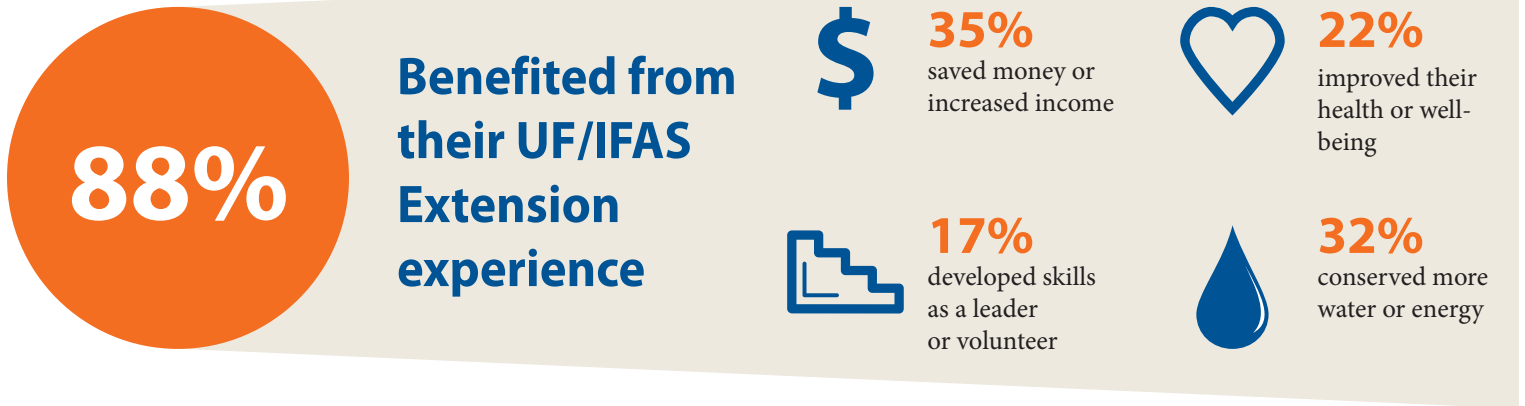 88%
Benefited from
their UF/IFAS
Extension
experience
35%
saved money or
increased income
22%
improved their
health or well-
being
17%
developed skills
as a leader
or volunteer
32%
conserved more
water or energy